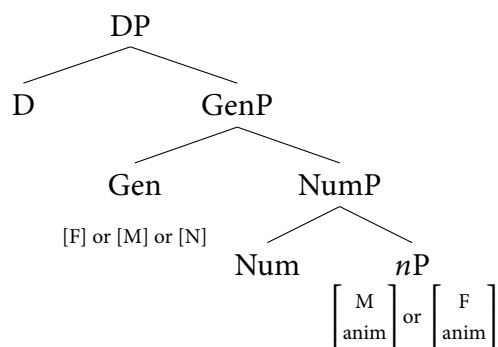 DP
D GenP
Gen NumP
[F] or [M] or [N]
Num nP
[M anim] or [F anim]